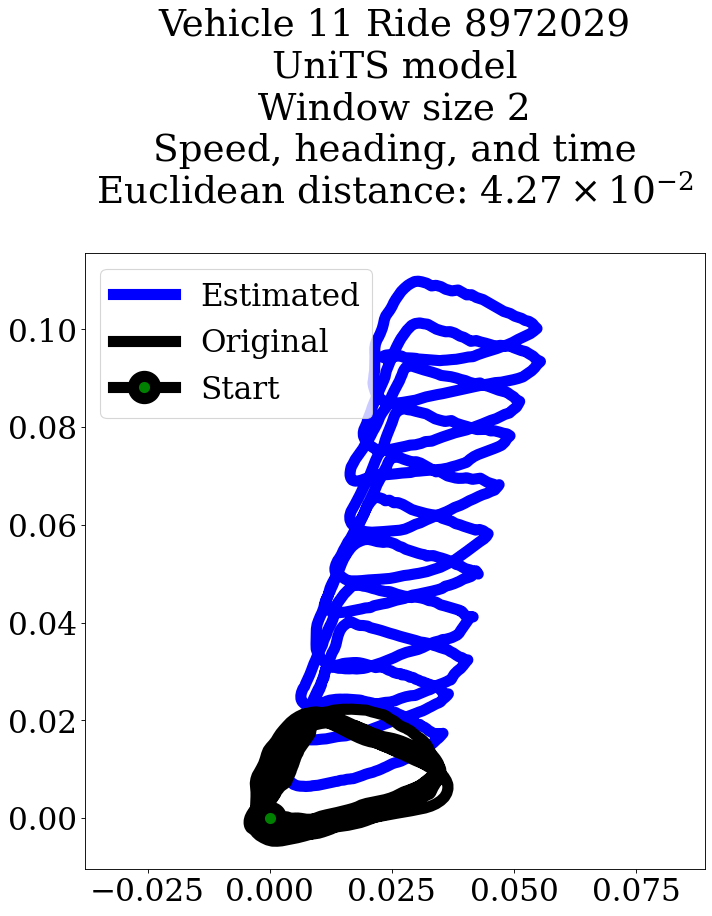 Vehicle 11 Ride 8972029
UniTS model
Window size 2
Speed, heading, and time
Euclidean distance: 4.27 × 10⁻²
Estimated
Original
Start
0.10
0.08
0.06
0.04
0.02
0.00
−0.025 0.000 0.025 0.050 0.075